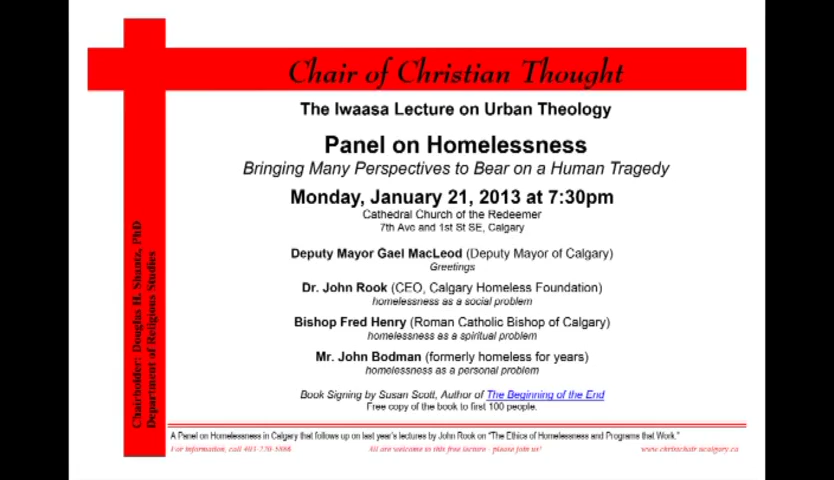 Chair of Christian Thought
The Iwaasa Lecture on Urban Theology
Panel on Homelessness
Bringing Many Perspectives to Bear on a Human Tragedy
Monday, January 21, 2013 at 7:30pm
Cathedral Church of the Redeemer
7th Ave and 1st St SE, Calgary
Deputy Mayor Gael MacLeod (Deputy Mayor of Calgary)
Greetings
Dr. John Rook (CEO, Calgary Homeless Foundation)
homelessness as a social problem
Bishop Fred Henry (Roman Catholic Bishop of Calgary)
homelessness as a spiritual problem
Mr. John Bodman (formerly homeless for years)
homelessness as a personal problem
Book Signing by Susan Scott, Author of The Beginning of the End
Free copy of the book to first 100 people.
Chairholder: Douglas H. Shantz, PhD
Department of Religious Studies
A Panel on Homelessness in Calgary that follows up on last year's lectures by John Rook on "The Ethics of Homelessness and Programs that Work."
For information, call 403-220-
All are welcome to this free lecture - please join us!